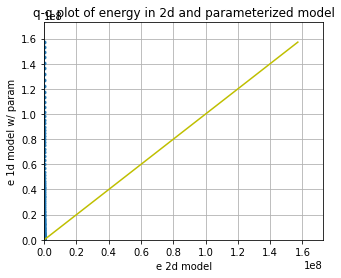 q-q plot of energy in 2d and parameterized model
1e8
1.6
1.4
1.2
1.0
0.8
0.6
0.4
0.2
0.0
e 1d model w/ param
0.0 0.2 0.4 0.6 0.8 1.0 1.2 1.4 1.6
1e8
e 2d model